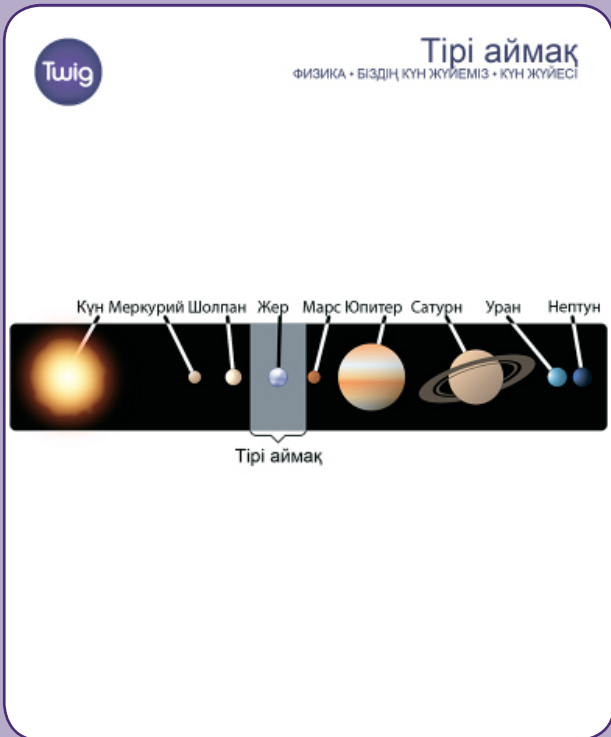 Twig
Тірі аймақ
ФИЗИКА • БІЗДІҢ КҮН ЖҮЙЕМІЗ • КҮН ЖҮЙЕСІ
Күн Меркурий Шолпан Жер Марс Юпитер Сатурн Уран Нептун
Тірі аймақ